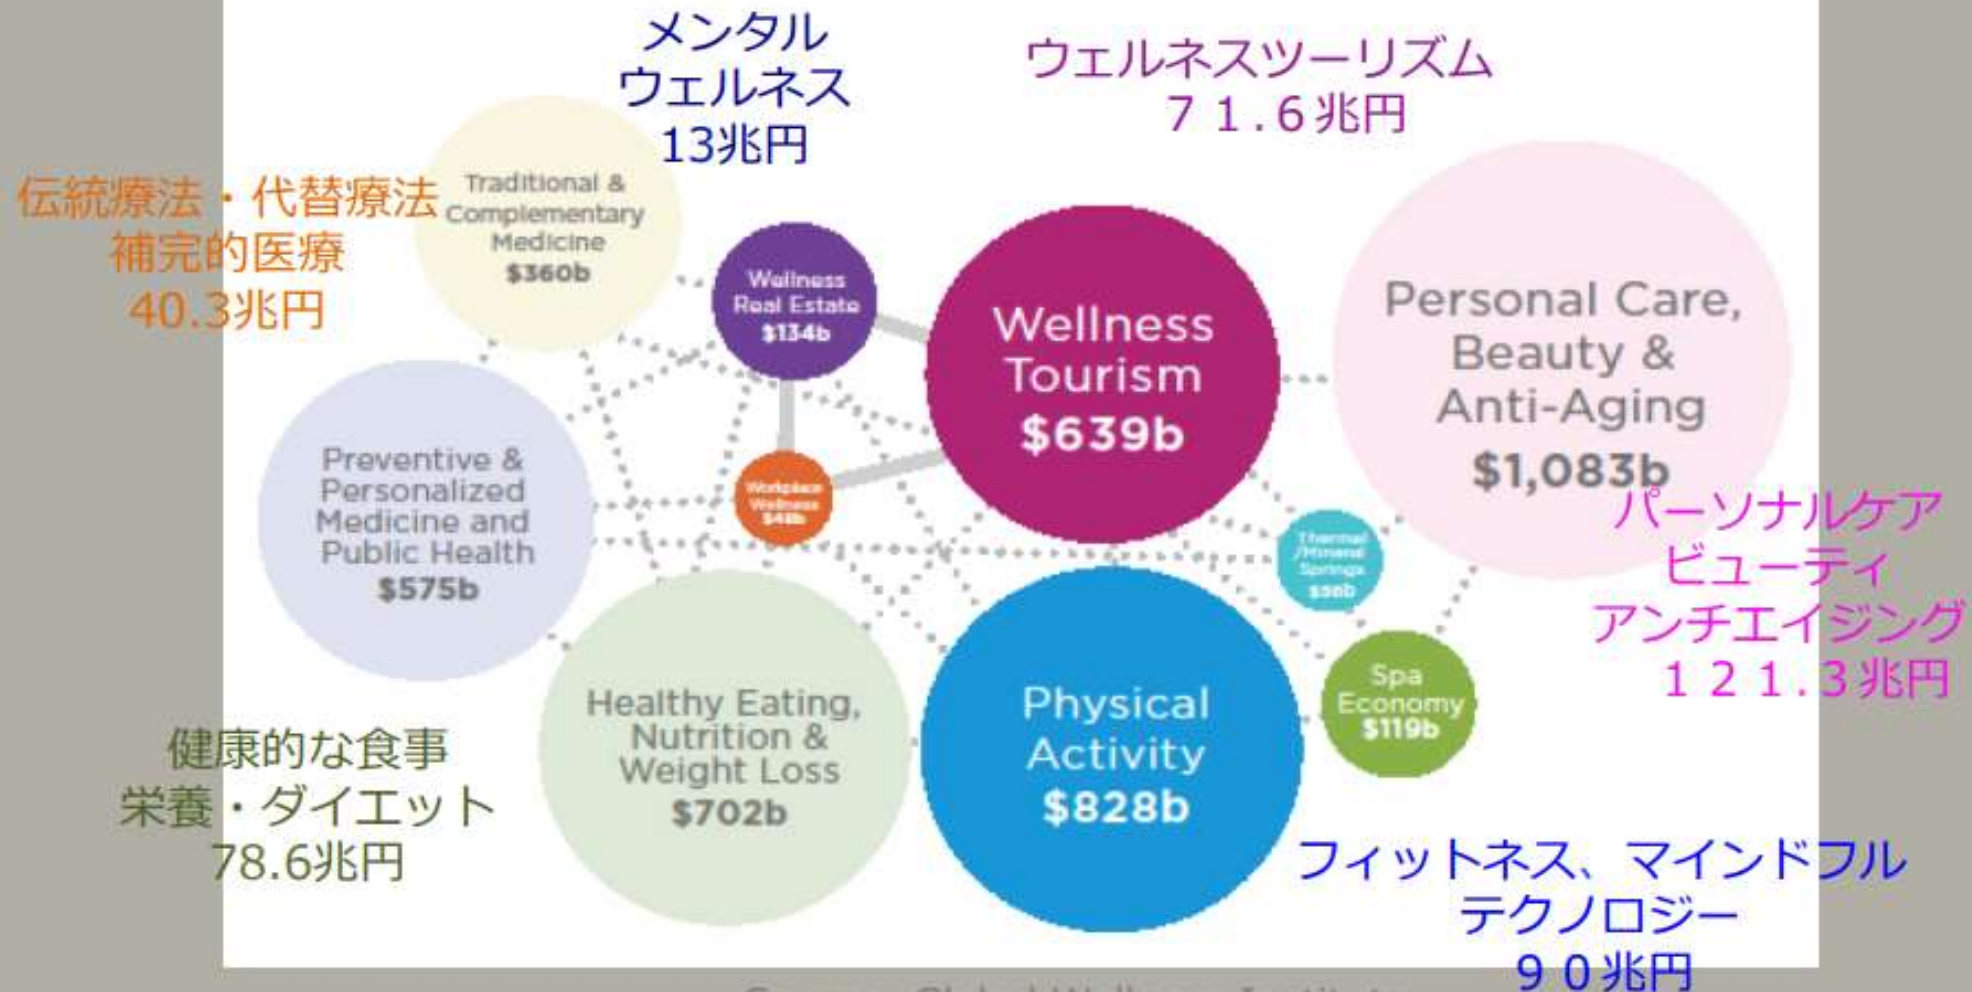 メンタル
ウェルネス
13兆円
ウェルネスツーリズム
７１.６兆円
伝統療法・代替療法
補完的医療
40.3兆円
Traditional &
Complementary
Medicine
$360b
Wellness
Real Estate
$134b
Wellness
Tourism
$639b
Personal Care,
Beauty &
Anti-Aging
$1,083b
パーソナルケア
ビューティ
アンチエイジング
１２１.３兆円
Preventive &
Personalized
Medicine and
Public Health
$575b
Workplace
Wellness
$48b
Thermal
/Mineral
Springs
$56b
Healthy Eating,
Nutrition &
Weight Loss
$702b
Physical
Activity
$828b
Spa
Economy
$119b
健康的な食事
栄養・ダイエット
78.6兆円
フィットネス、マインドフル
テクノロジー
９０兆円